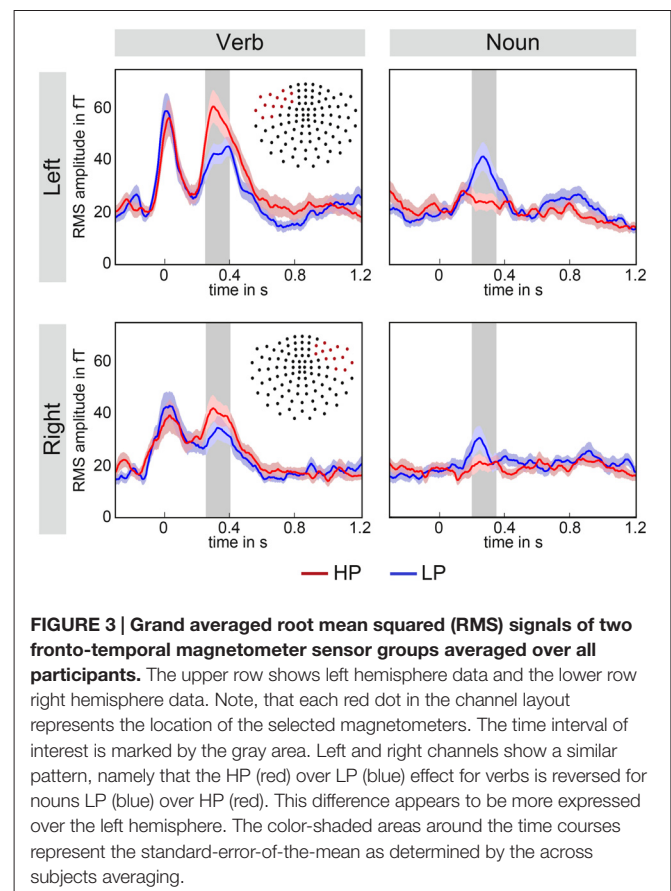 Verb
Noun
Left
RMS amplitude in fT
60
40
20
0
0
0.4
0.8
1.2
time in s
0
0.4
0.8
1.2
time in s
Right
RMS amplitude in fT
60
40
20
0
0
0.4
0.8
1.2
time in s
0
0.4
0.8
1.2
time in s
HP
LP
FIGURE 3 | Grand averaged root mean squared (RMS) signals of two
fronto-temporal magnetometer sensor groups averaged over all
participants. The upper row shows left hemisphere data and the lower row
right hemisphere data. Note, that each red dot in the channel layout
represents the location of the selected magnetometers. The time interval of
interest is marked by the gray area. Left and right channels show a similar
pattern, namely that the HP (red) over LP (blue) effect for verbs is reversed for
nouns LP (blue) over HP (red). This difference appears to be more expressed
over the left hemisphere. The color-shaded areas around the time courses
represent the standard-error-of-the-mean as determined by the across
subjects averaging.